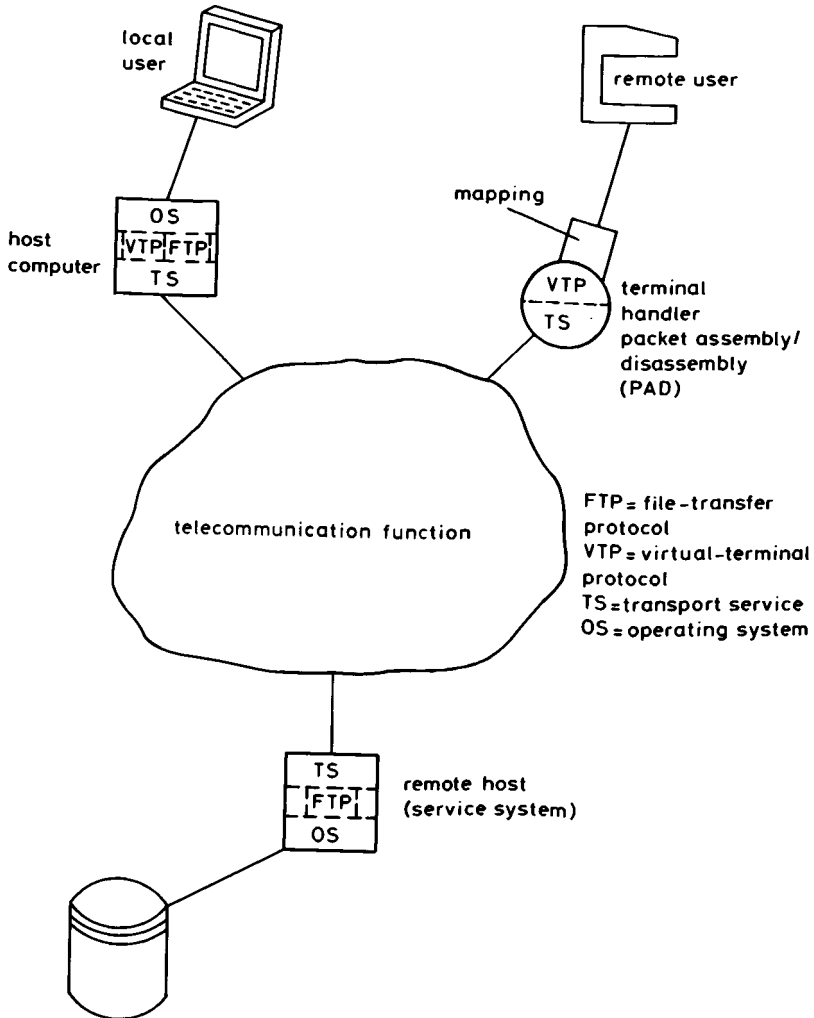 local
user
remote user
mapping
OS
VTP FTP
TS
host
computer
VTP
TS
terminal
handler
packet assembly/
disassembly
(PAD)
telecommunication function
FTP= file-transfer
protocol
VTP= virtual-terminal
protocol
TS=transport service
OS=operating system
TS
FTP
OS
remote host
(service system)